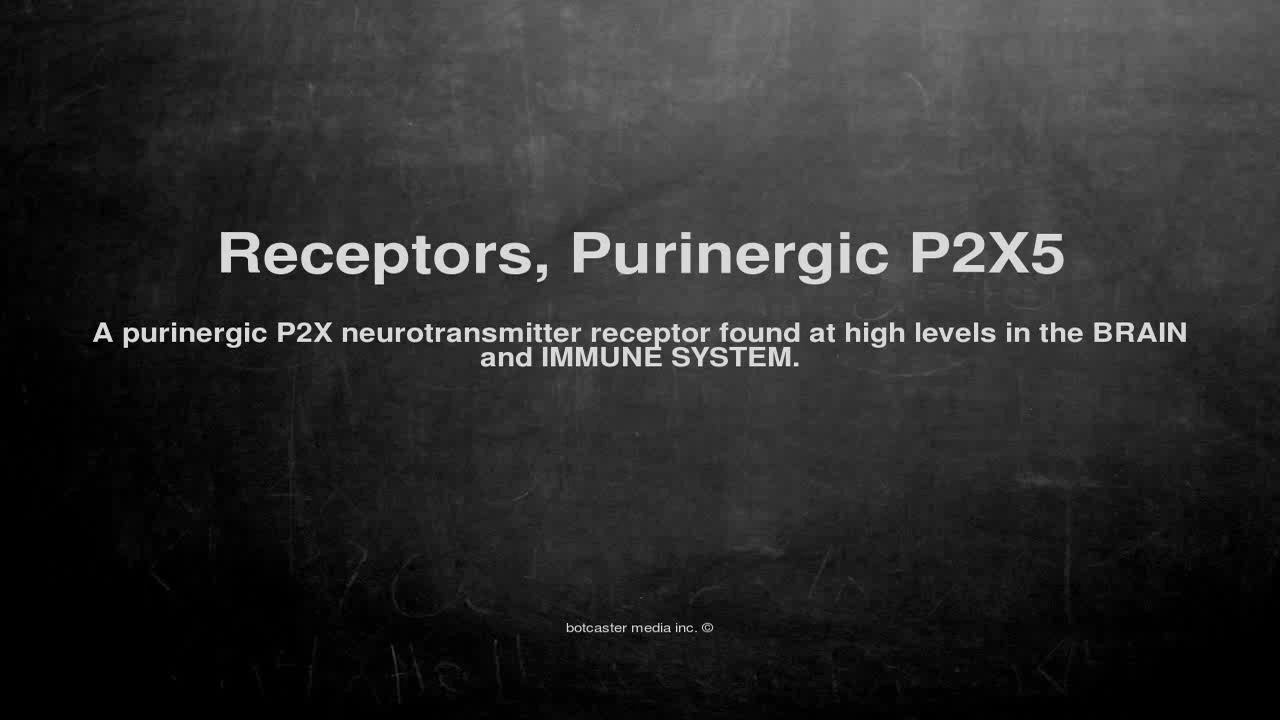 Receptors, Purinergic P2X5
A purinergic P2X neurotransmitter receptor found at high levels in the BRAIN
and IMMUNE SYSTEM.
botcaster media inc. ©